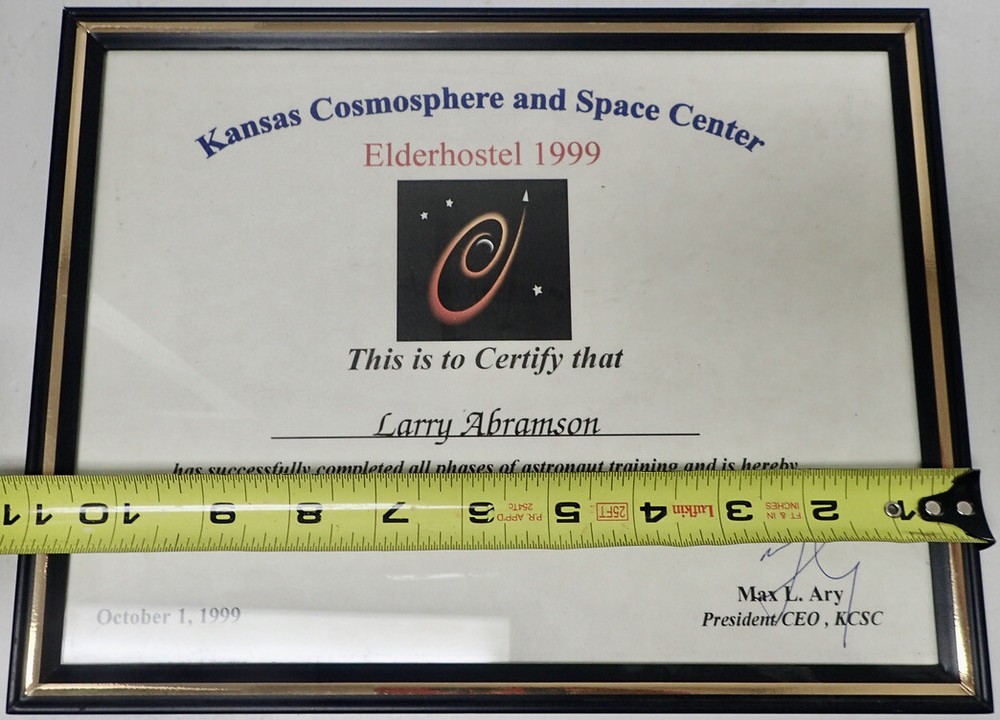 Kansas Cosmosphere and Space Center
Elderhostel 1999
This is to Certify that
Larry Abramson
has successfully completed all phases of astronaut training and is hereby
11 10 9 8 7 6 P.R. APP'D 254Tc 5 25FT 4 Lufkin 3 FT & IN INCHES 2 1
Max L. Ary
October 1, 1999
President/CEO , KCSC